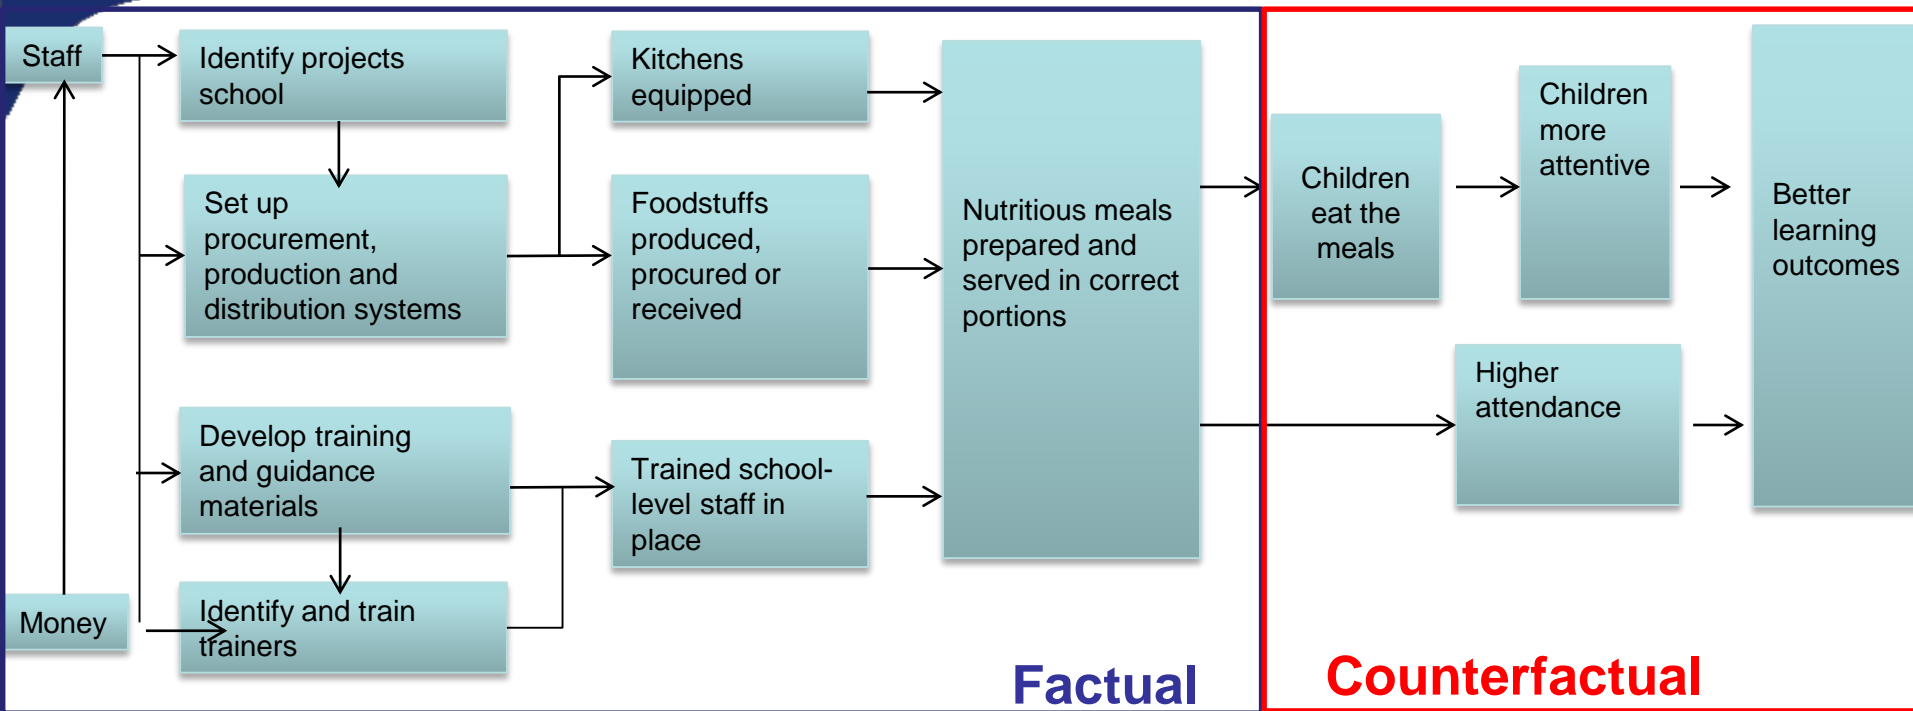 Staff
Identify projects
school
Set up
procurement,
production and
distribution systems
Develop training
and guidance
materials
Identify and train
trainers
Money
Kitchens
equipped
Foodstuffs
produced,
procured or
received
Trained school-
level staff in
place
Nutritious meals
prepared and
served in correct
portions
Factual
Children
eat the
meals
Children
more
attentive
Higher
attendance
Better
learning
outcomes
Counterfactual